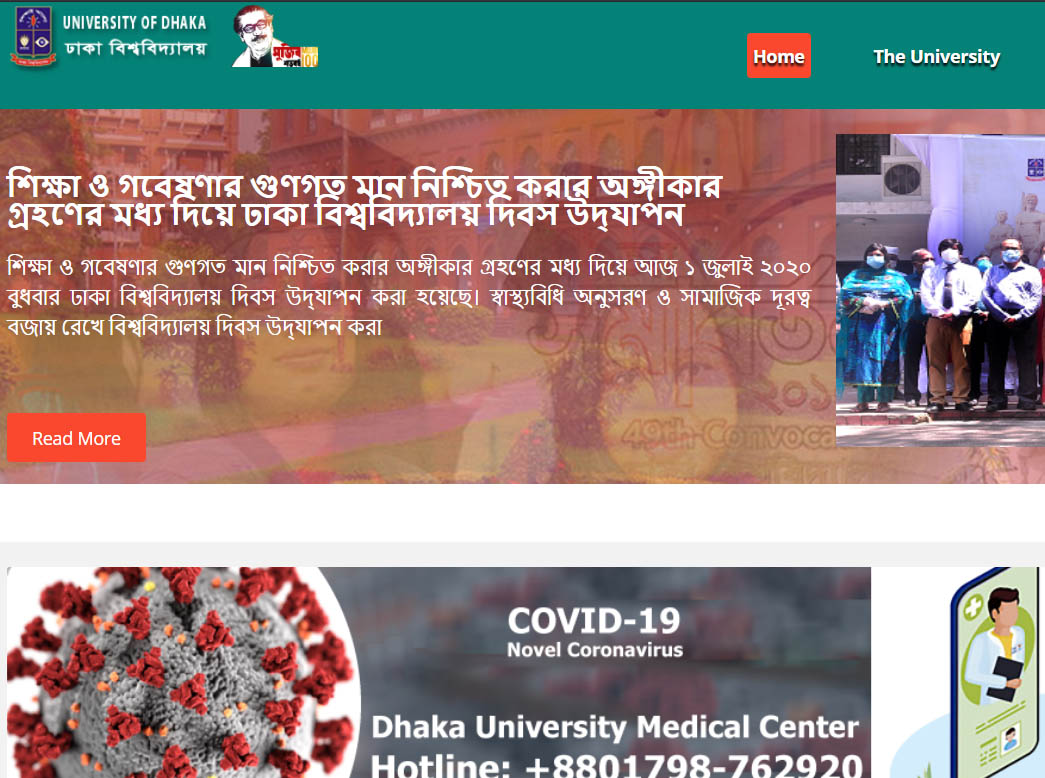 UNIVERSITY OF DHAKA
ঢাকা বিশ্ববিদ্যালয়
মুজিব
100
Home
The University
শিক্ষা ও গবেষণার গুণগত মান নিশ্চিত করার অঙ্গীকার
গ্রহণের মধ্য দিয়ে ঢাকা বিশ্ববিদ্যালয় দিবস উদ্‌যাপন
শিক্ষা ও গবেষণার গুণগত মান নিশ্চিত করার অঙ্গীকার গ্রহণের মধ্য দিয়ে আজ ১ জুলাই ২০২০
বুধবার ঢাকা বিশ্ববিদ্যালয় দিবস উদ্‌যাপন করা হয়েছে। স্বাস্থ্যবিধি অনুসরণ ও সামাজিক দূরত্ব
বজায় রেখে বিশ্ববিদ্যালয় দিবস উদ্‌যাপন করা
49th Convoca
Read More
COVID-19
Novel Coronavirus
Dhaka University Medical Center
Hotline: +8801798-762920